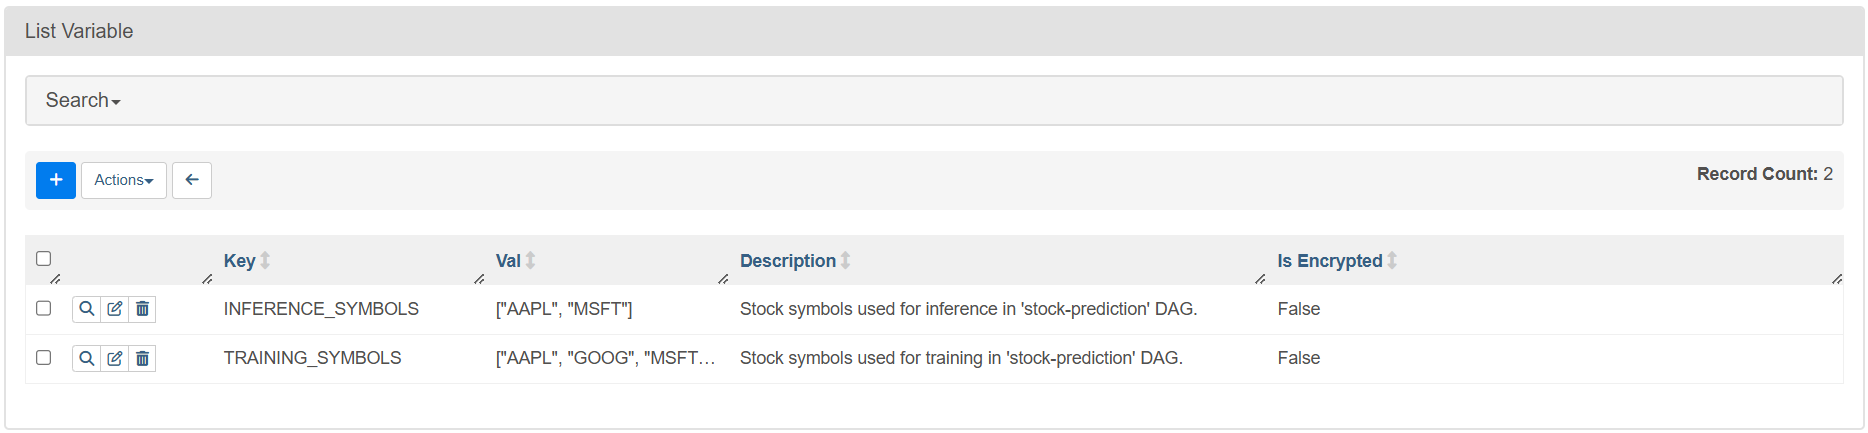 List Variable
Search
Actions
Record Count: 2
Key Val Description Is Encrypted
INFERENCE_SYMBOLS ["AAPL", "MSFT"] Stock symbols used for inference in 'stock-prediction' DAG. False
TRAINING_SYMBOLS ["AAPL", "GOOG", "MSFT... Stock symbols used for training in 'stock-prediction' DAG. False